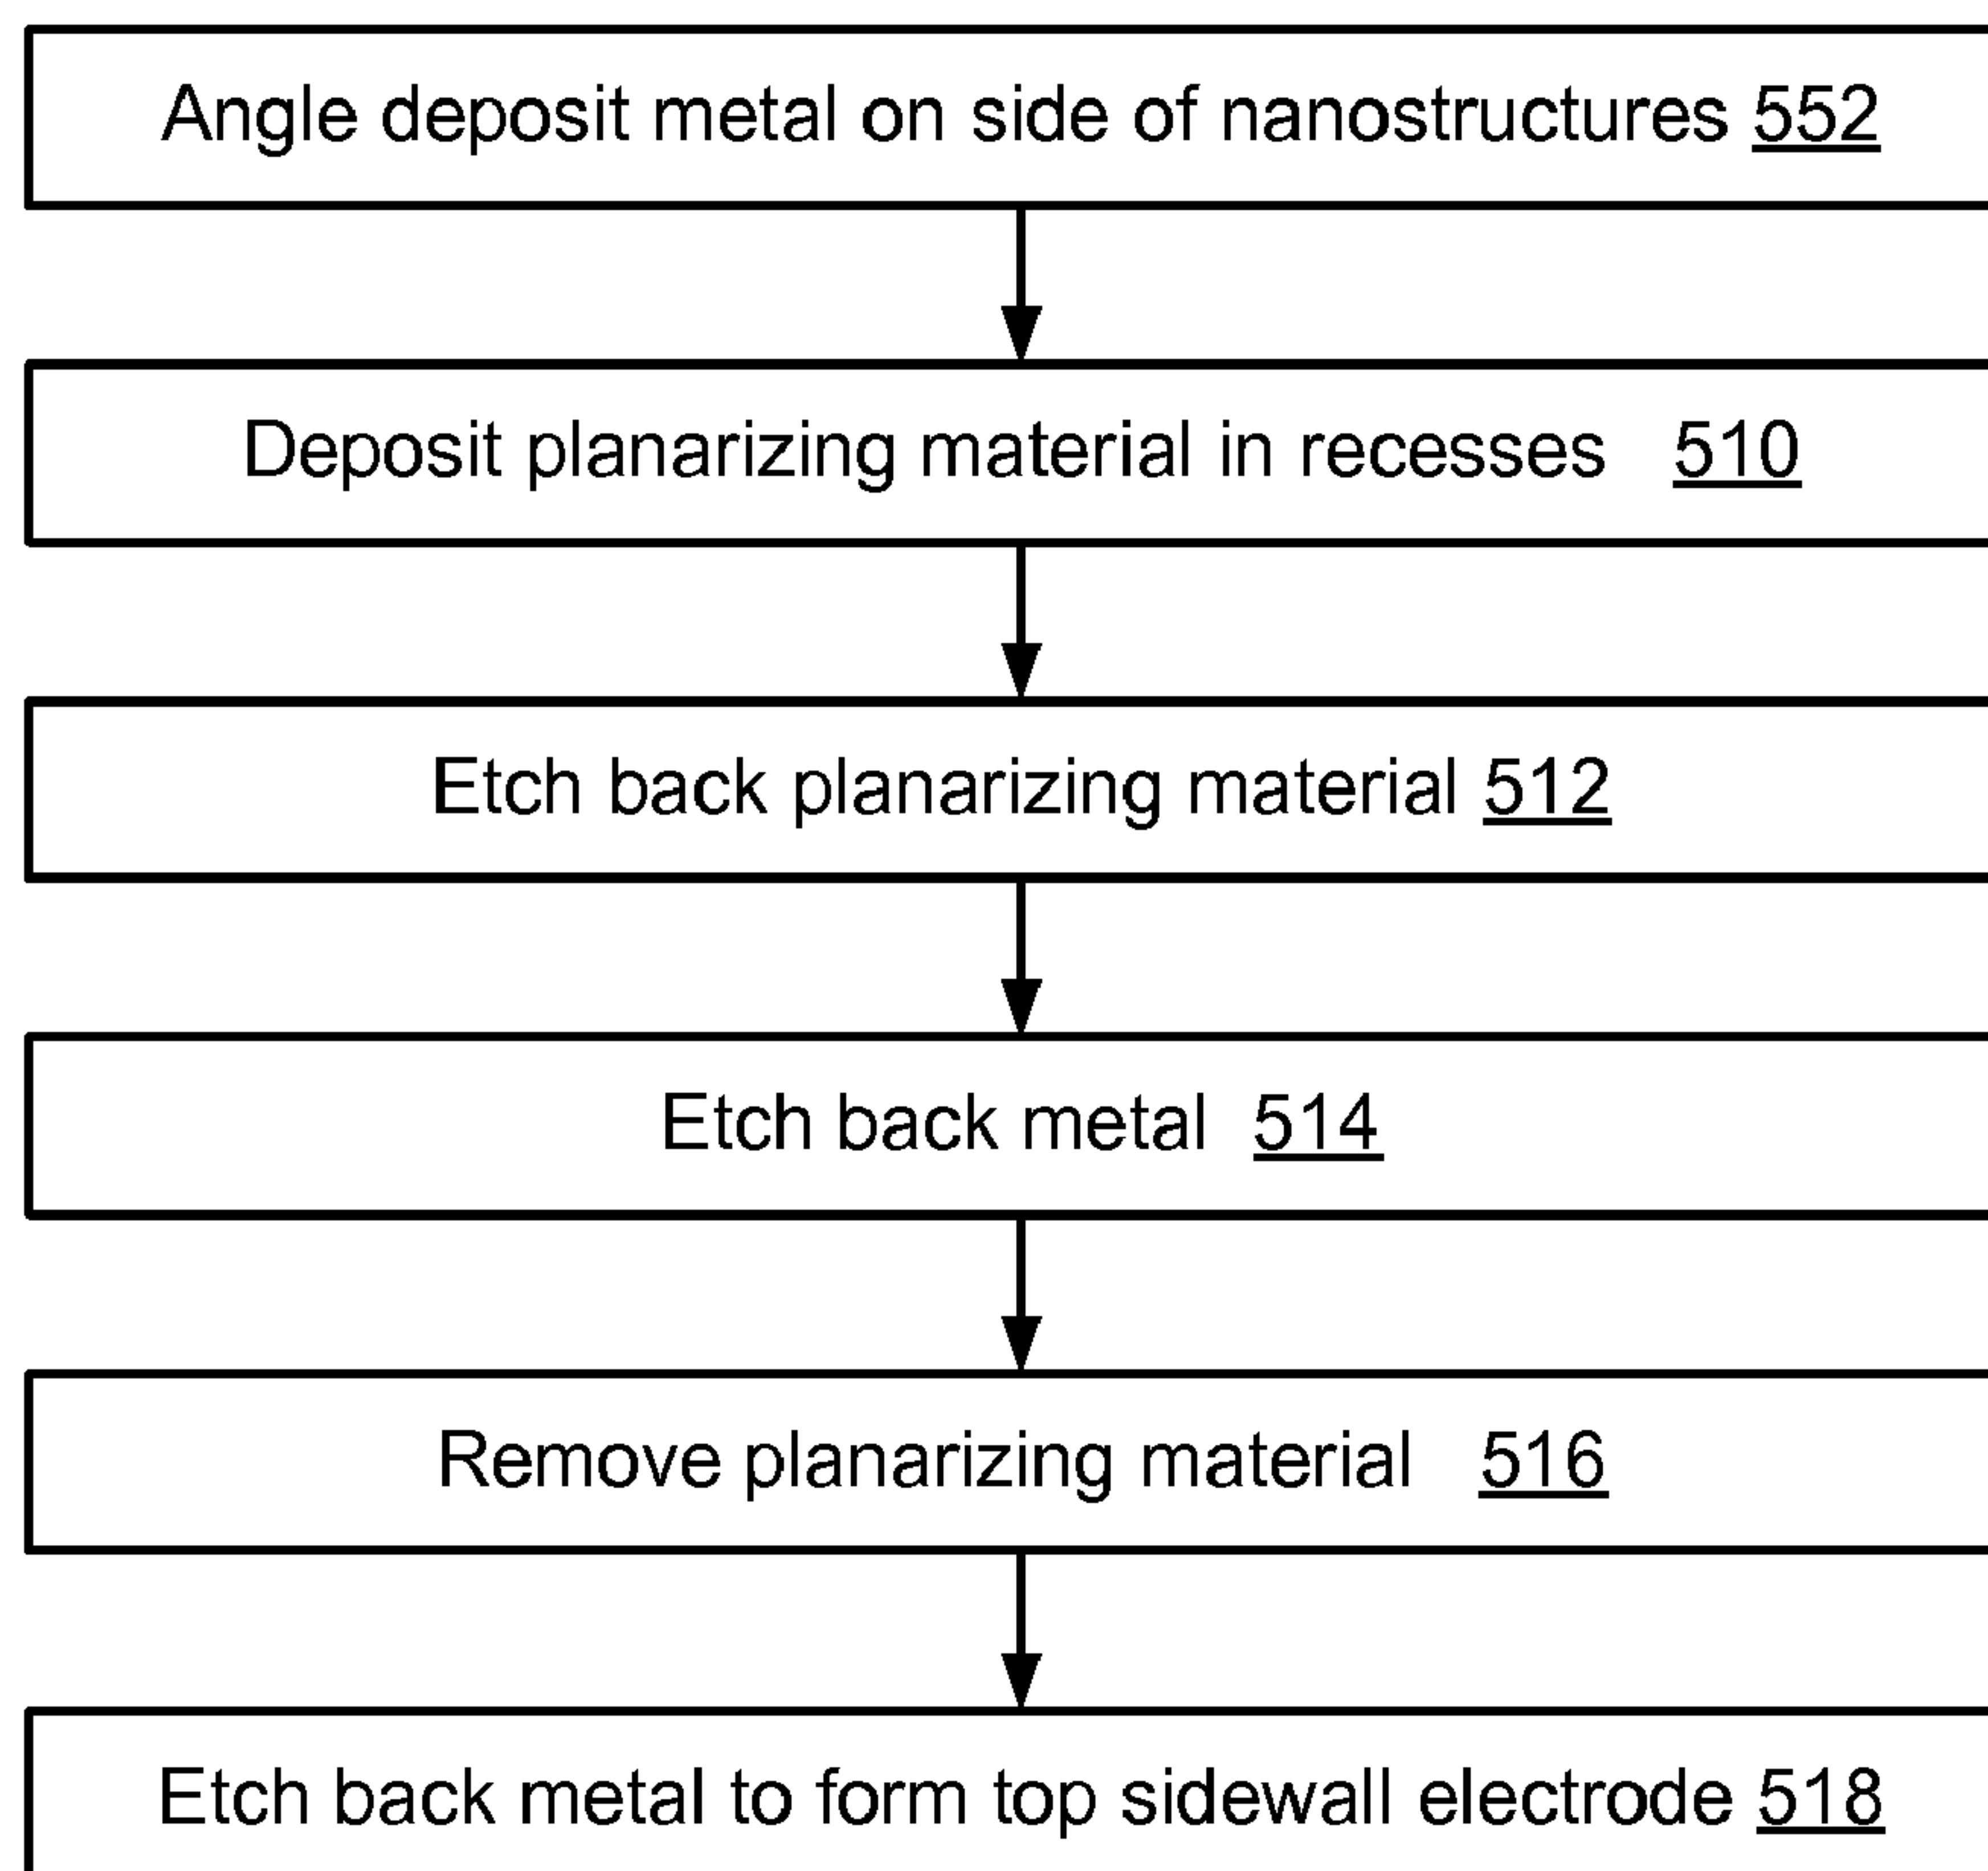 Angle deposit metal on side of nanostructures 552
Deposit planarizing material in recesses 510
Etch back planarizing material 512
Etch back metal 514
Remove planarizing material 516
Etch back metal to form top sidewall electrode 518